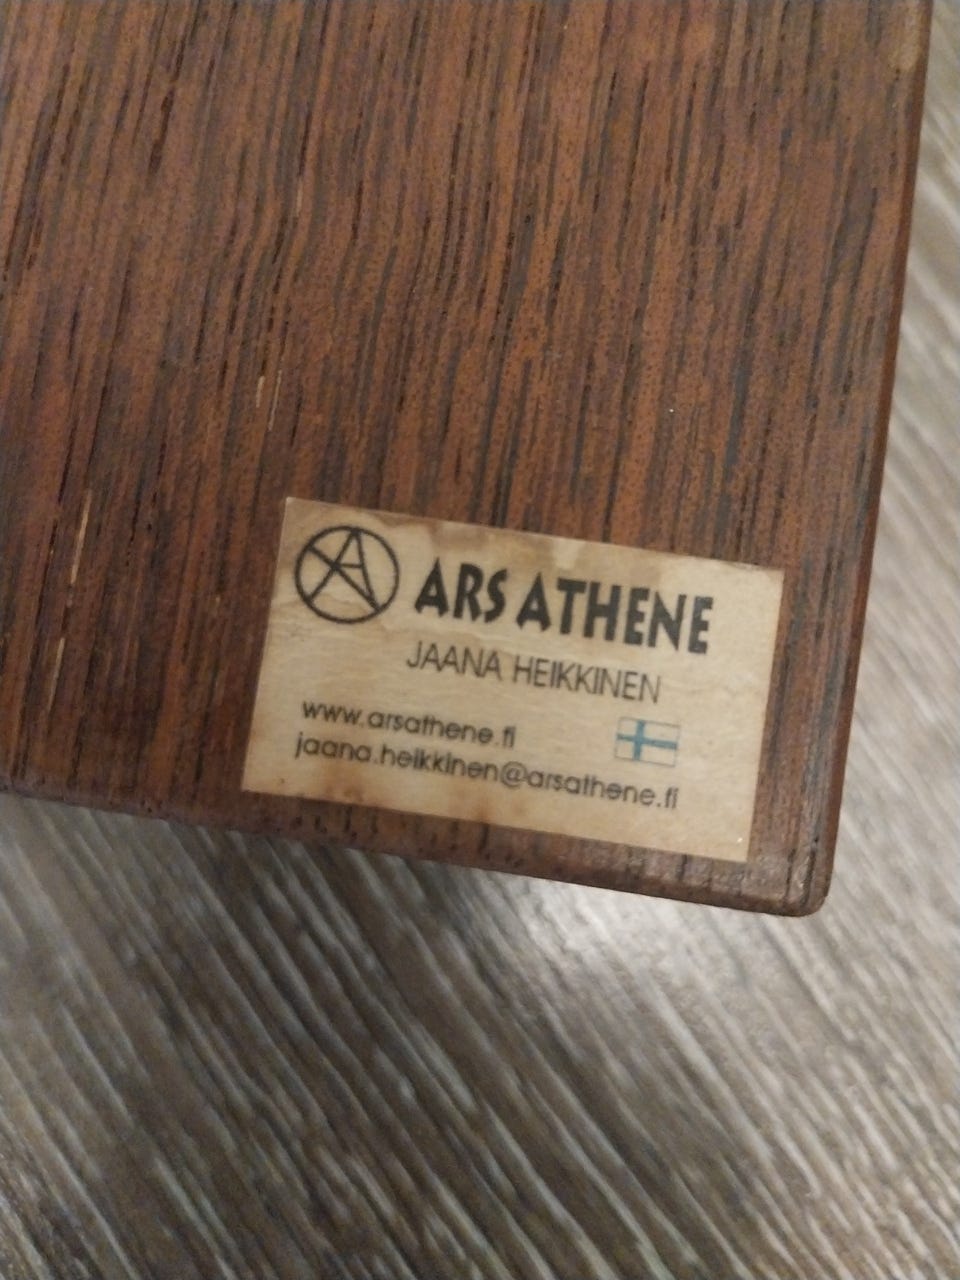 ARS ATHENE
JAANA HEIKKINEN
www.arsathene.fi
jaana.heikkinen@arsathene.fi